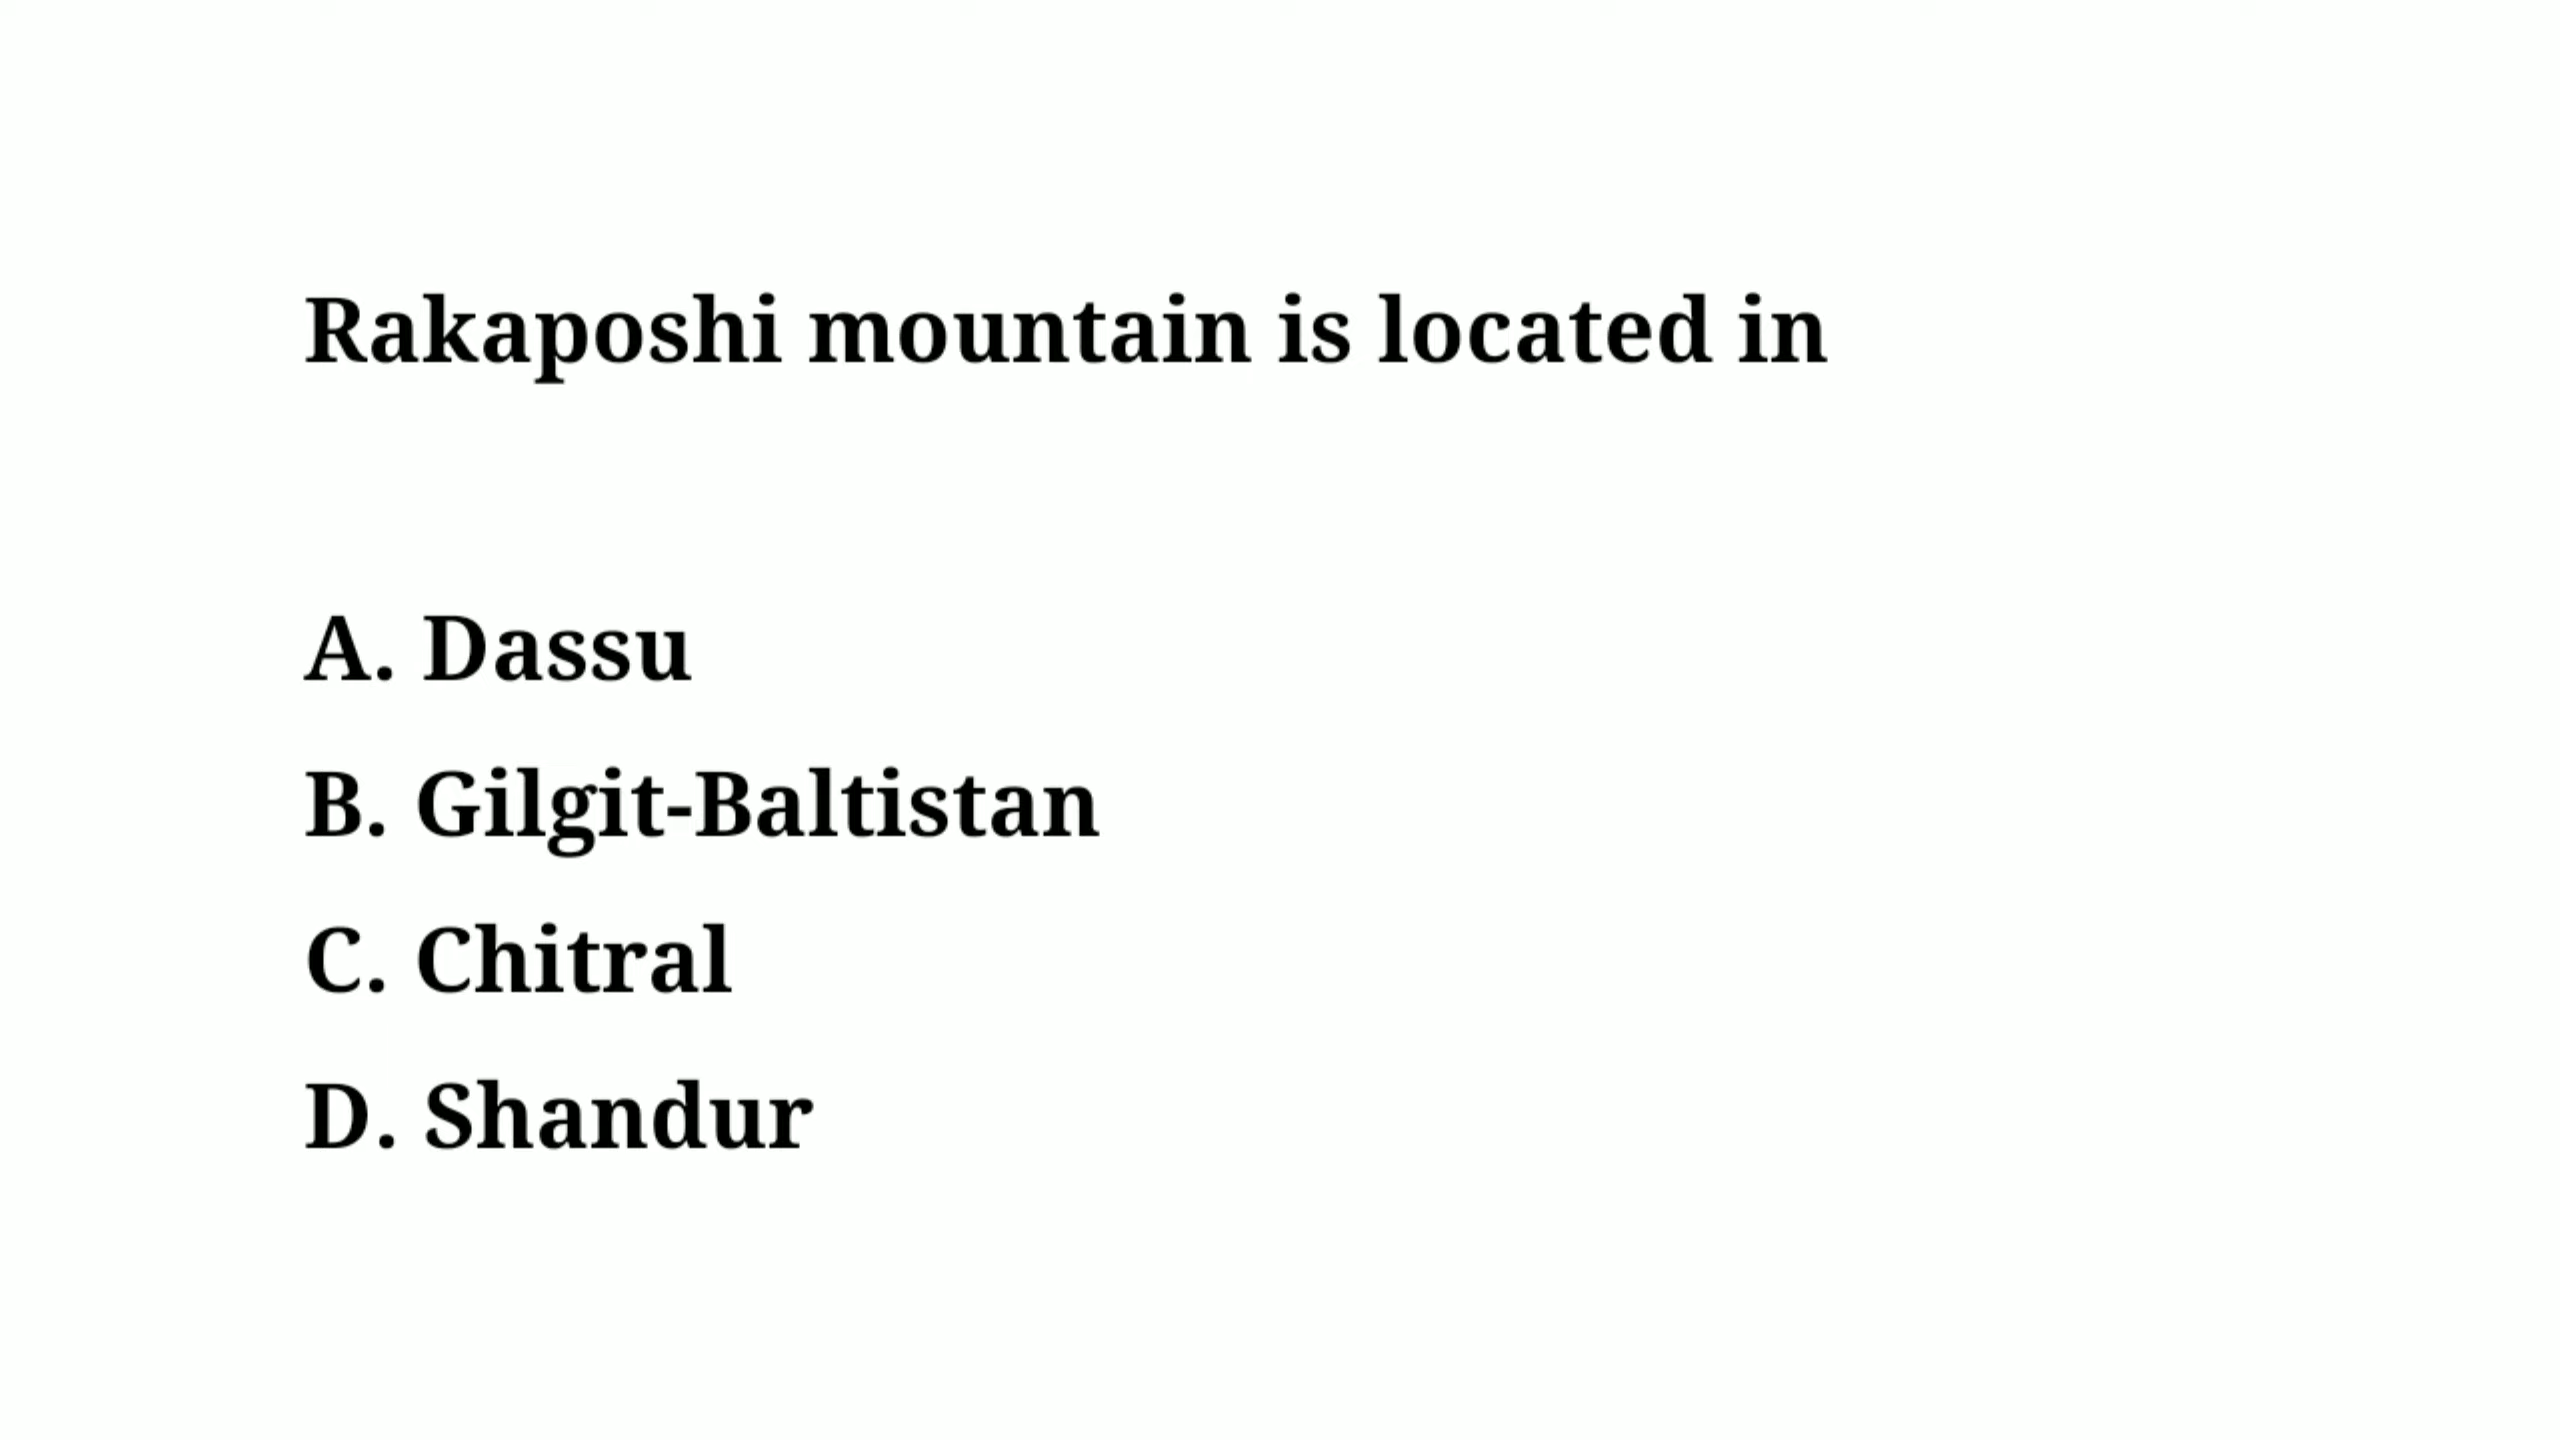 Rakaposhi mountain is located in
A. Dassu
B. Gilgit-Baltistan
C. Chitral
D. Shandur